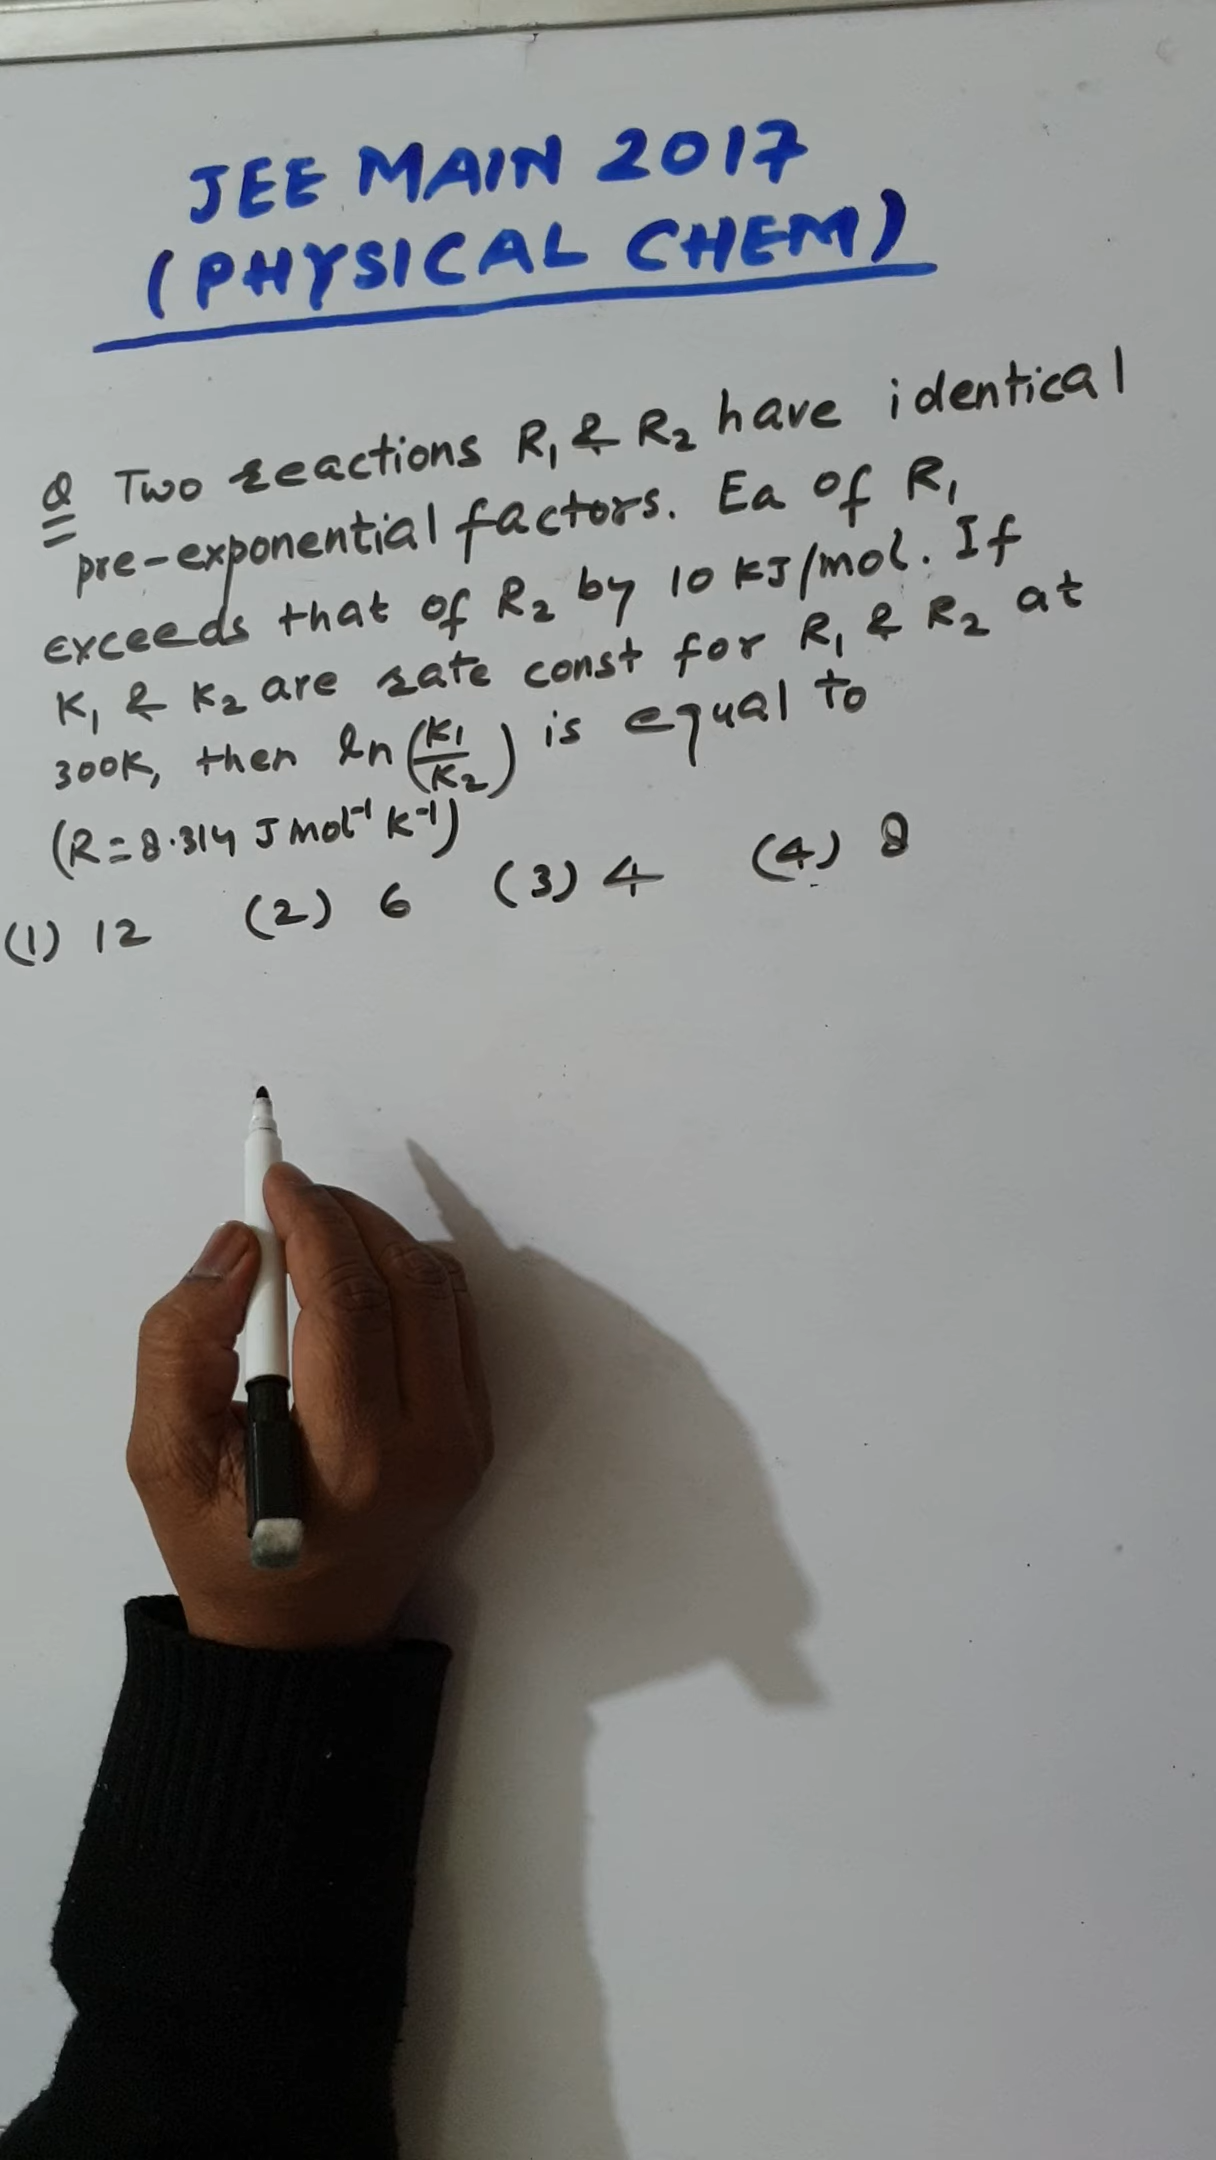 JEE MAIN 2017
(PHYSICAL CHEM)
Q Two reactions R₁ & R₂ have identical
pre-exponential factors. Ea of R₁
exceeds that of R₂ by 10 KJ/mol. If
K₁ & K₂ are rate const for R₁ & R₂ at
300K, then ln(K₁/K₂) is equal to
(R = 8.314 J mol⁻¹ K⁻¹)
(1) 12 (2) 6 (3) 4 (4) 8